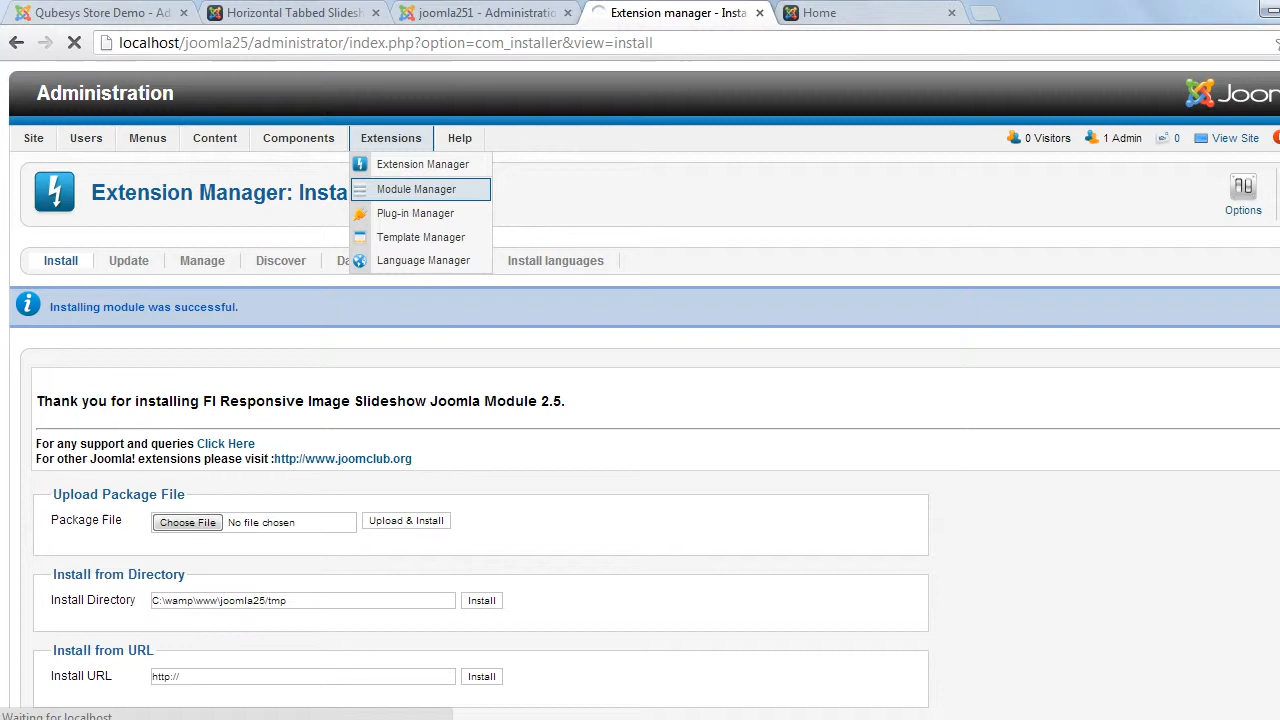 Qubesys Store Demo - Ad
Horizontal Tabbed Slidesh
joomla251 - Administratio
Extension manager - Insta
Home
localhost/joomla25/administrator/index.php?option=com_installer&view=install
Administration
Joom
Site Users Menus Content Components Extensions Help
0 Visitors 1 Admin 0 View Site
Extension Manager
Module Manager
Plug-in Manager
Template Manager
Language Manager
Extension Manager: Insta
Options
Install Update Manage Discover Da Install languages
Installing module was successful.
Thank you for installing FI Responsive Image Slideshow Joomla Module 2.5.
For any support and queries Click Here
For other Joomla! extensions please visit :http://www.joomclub.org
Upload Package File
Package File Choose File No file chosen Upload & Install
Install from Directory
Install Directory C:\wamp\www\joomla25/tmp Install
Install from URL
Install URL http:// Install
Waiting for localhost